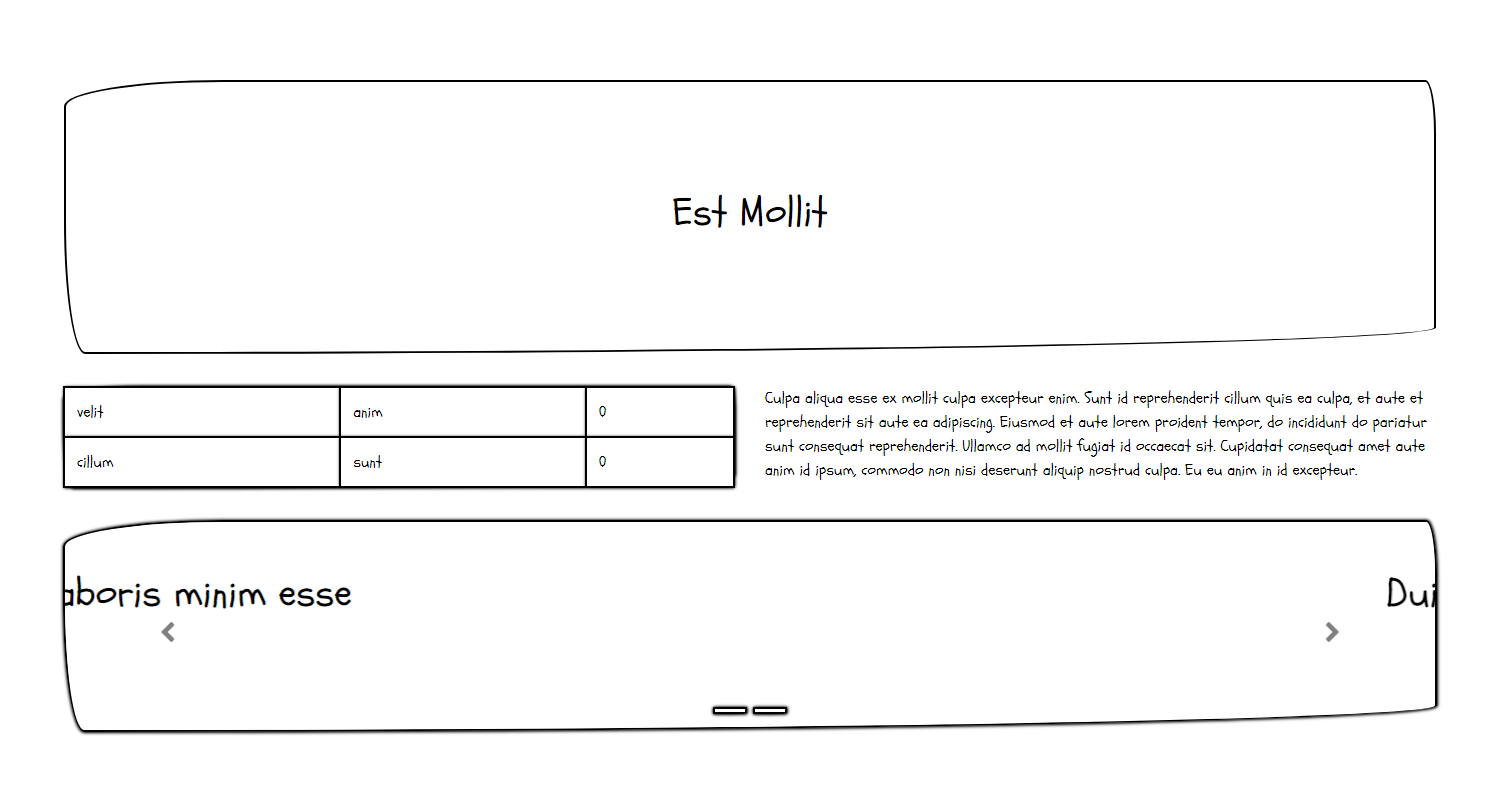 Est Mollit
velit anim 0
cillum sunt 0
Culpa aliqua esse ex mollit culpa excepteur enim. Sunt id reprehenderit cillum quis ea culpa, et aute et
reprehenderit sit aute ea adipiscing. Eiusmod et aute lorem proident tempor, do incididunt do pariatur
sunt consequat reprehenderit. Ullamco ad mollit fugiat id occaecat sit. Cupidatat consequat amet aute
anim id ipsum, commodo non nisi deserunt aliquip nostrud culpa. Eu eu anim in id excepteur.
aboris minim esse
Dui